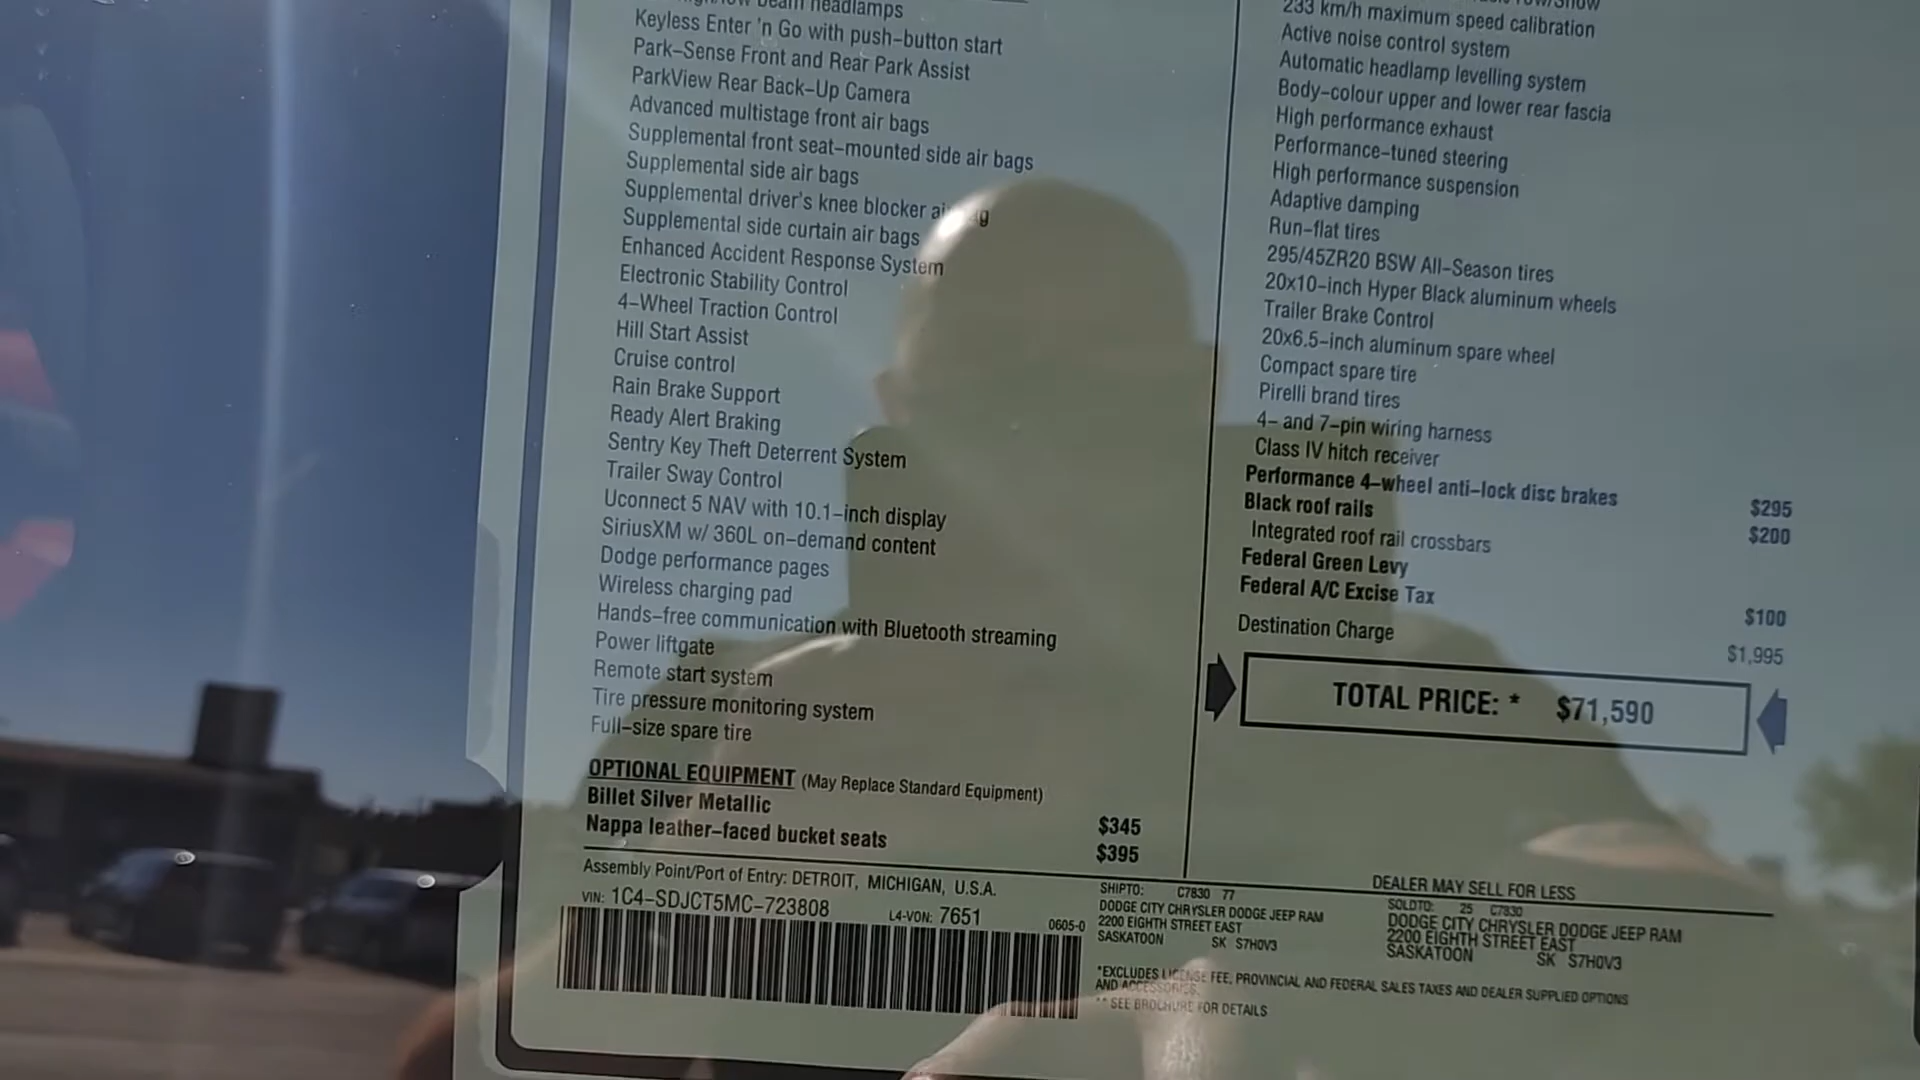 beam headlamps
Keyless Enter 'n Go with push-button start
Park-Sense Front and Rear Park Assist
ParkView Rear Back-Up Camera
Advanced multistage front air bags
Supplemental front seat-mounted side air bags
Supplemental side air bags
Supplemental driver's knee blocker
Supplemental side curtain air bags
Enhanced Accident Response System
Electronic Stability Control
4-Wheel Traction Control
Hill Start Assist
Cruise control
Rain Brake Support
Ready Alert Braking
Sentry Key Theft Deterrent System
Trailer Sway Control
Uconnect 5 NAV with 10.1-inch display
SiriusXM w/ 360L on-demand content
Dodge performance pages
Wireless charging pad
Hands-free communication with Bluetooth streaming
Power liftgate
Remote start system
Tire pressure monitoring system
Full-size spare tire
OPTIONAL EQUIPMENT (May Replace Standard Equipment)
Billet Silver Metallic $345
Nappa leather-faced bucket seats $395
233 km/h maximum speed calibration
Active noise control system
Automatic headlamp levelling system
Body-colour upper and lower rear fascia
High performance exhaust
Performance-tuned steering
High performance suspension
Adaptive damping
Run-flat tires
295/45ZR20 BSW All-Season tires
20x10-inch Hyper Black aluminum wheels
Trailer Brake Control
20x6.5-inch aluminum spare wheel
Compact spare tire
Pirelli brand tires
4- and 7-pin wiring harness
Class IV hitch receiver
Performance 4-wheel anti-lock disc brakes $295
Black roof rails $200
Integrated roof rail crossbars
Federal Green Levy
Federal A/C Excise Tax $100
Destination Charge $1,995
TOTAL PRICE: * $71,590
Assembly Point/Port of Entry: DETROIT, MICHIGAN, U.S.A.
VIN: 1C4-SDJCT5MC-723808 L4-VON: 7651
0605-0
SHIPTO: C7830 77
DODGE CITY CHRYSLER DODGE JEEP RAM
2200 EIGHTH STREET EAST
SASKATOON SK S7H0V3
DEALER MAY SELL FOR LESS
SOLDTO: 25 C7830
DODGE CITY CHRYSLER DODGE JEEP RAM
2200 EIGHTH STREET EAST
SASKATOON SK S7H0V3
*EXCLUDES LICENSE FEE, PROVINCIAL AND FEDERAL SALES TAXES AND DEALER SUPPLIED OPTIONS
AND ACCESSORIES.
** SEE BROCHURE FOR DETAILS